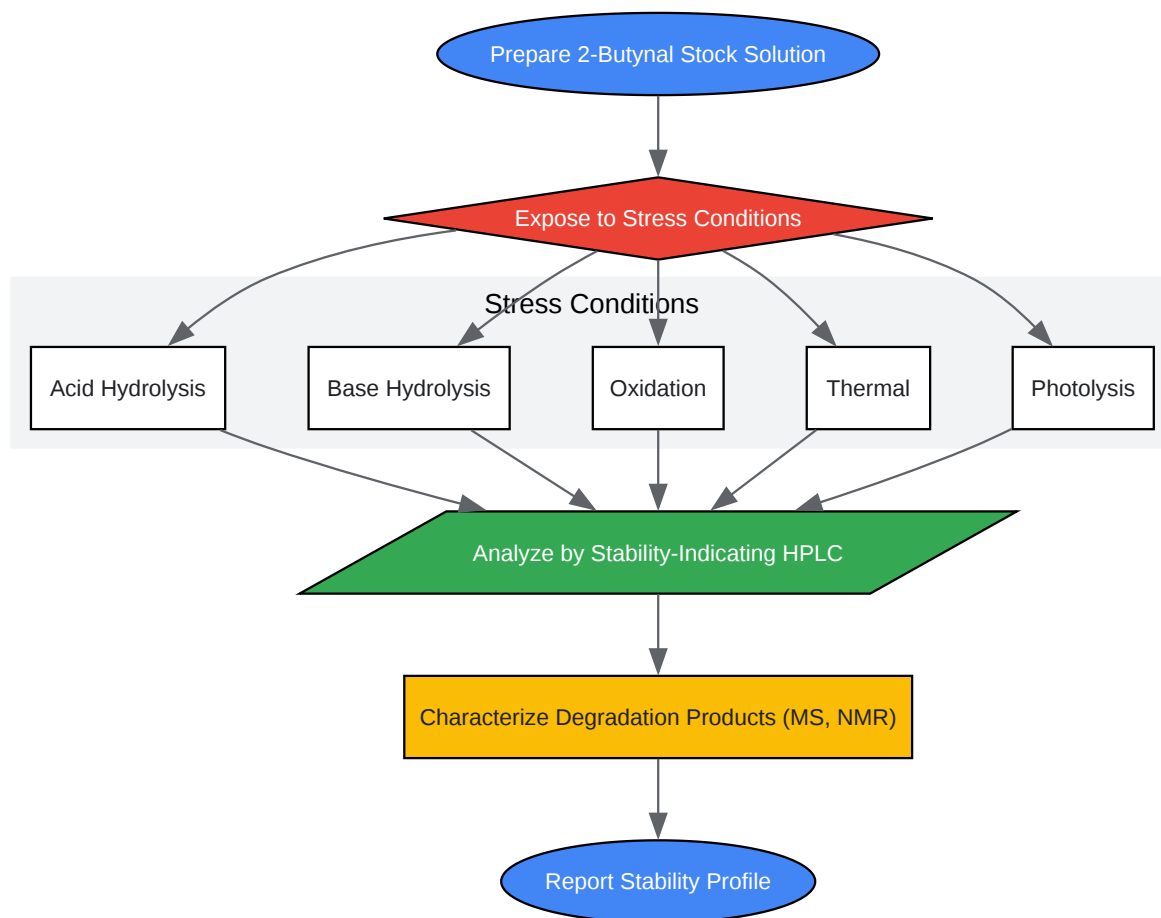 Prepare 2-Butynal Stock Solution
Expose to Stress Conditions
Stress Conditions
Acid Hydrolysis
Base Hydrolysis
Oxidation
Thermal
Photolysis
Analyze by Stability-Indicating HPLC
Characterize Degradation Products (MS, NMR)
Report Stability Profile